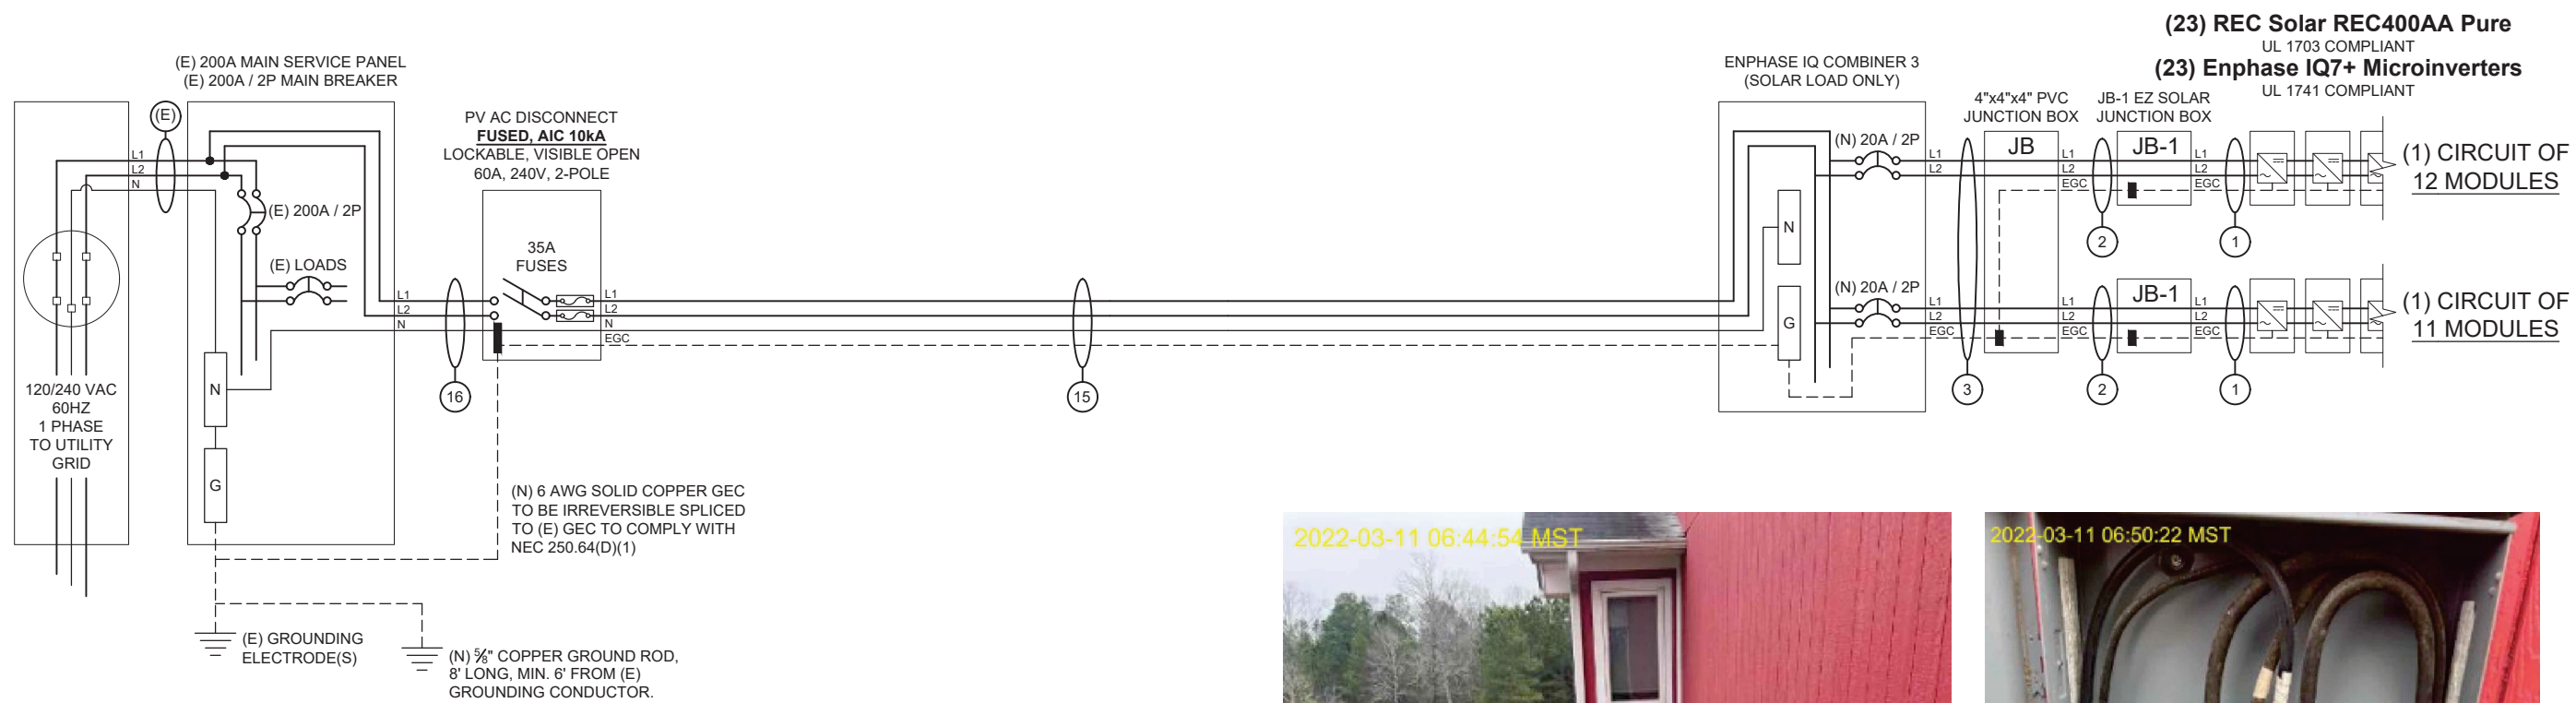 (23) REC Solar REC400AA Pure
UL 1703 COMPLIANT
(23) Enphase IQ7+ Microinverters
UL 1741 COMPLIANT
(E) 200A MAIN SERVICE PANEL
(E) 200A / 2P MAIN BREAKER
(E)
L1
L2
N
(E) 200A / 2P
(E) LOADS
N
G
120/240 VAC
60HZ
1 PHASE
TO UTILITY
GRID
L1
L2
N
16
PV AC DISCONNECT
FUSED, AIC 10kA
LOCKABLE, VISIBLE OPEN
60A, 240V, 2-POLE
35A
FUSES
L1
L2
N
EGC
15
ENPHASE IQ COMBINER 3
(SOLAR LOAD ONLY)
(N) 20A / 2P
N
(N) 20A / 2P
G
L1
L2
L1
L2
EGC
3
4"x4"x4" PVC
JUNCTION BOX
JB
L1
L2
EGC
2
L1
L2
EGC
2
JB-1 EZ SOLAR
JUNCTION BOX
JB-1
L1
L2
EGC
1
JB-1
L1
L2
EGC
1
(1) CIRCUIT OF
12 MODULES
(1) CIRCUIT OF
11 MODULES
(N) 6 AWG SOLID COPPER GEC
TO BE IRREVERSIBLE SPLICED
TO (E) GEC TO COMPLY WITH
NEC 250.64(D)(1)
(E) GROUNDING
ELECTRODE(S)
(N) ⅝" COPPER GROUND ROD,
8' LONG, MIN. 6' FROM (E)
GROUNDING CONDUCTOR.
2022-03-11 06:44:54 MST
2022-03-11 06:50:22 MST